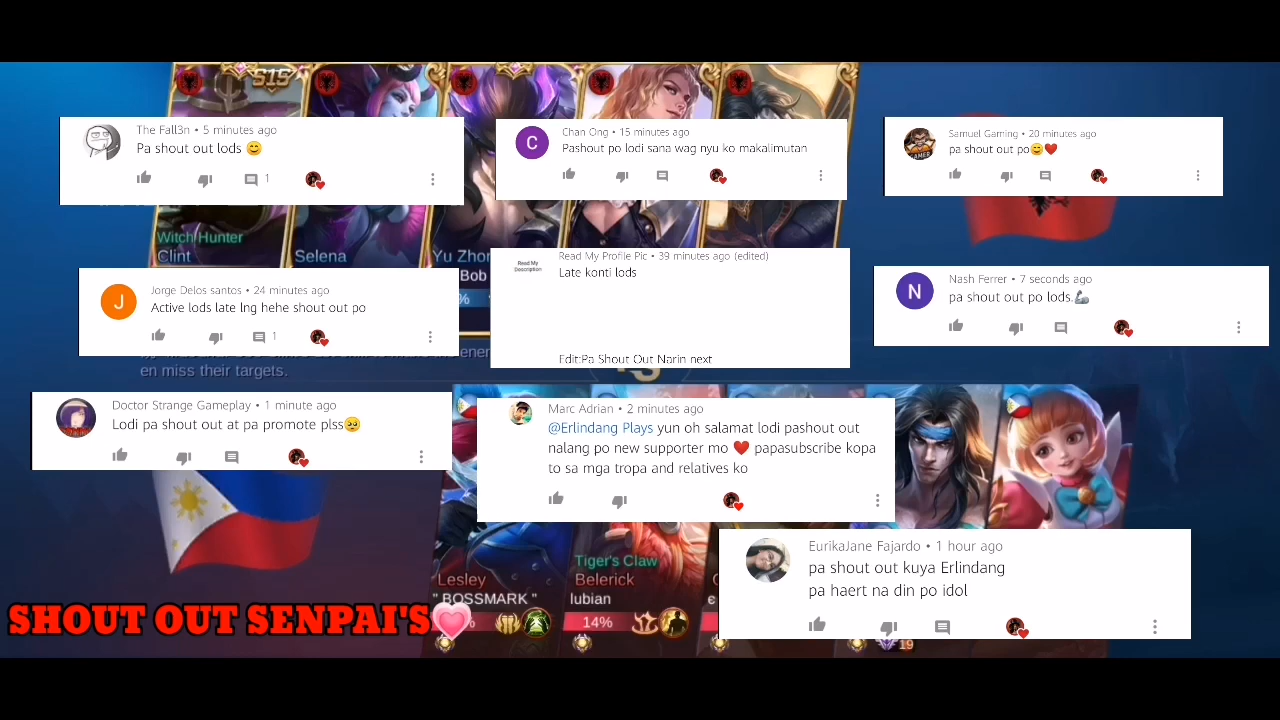 S15
The Fall3n • 5 minutes ago
Pa shout out lods 😊
1
Chan Ong • 15 minutes ago
Pashout po lodi sana wag nyu ko makalimutan
Samuel Gaming • 20 minutes ago
pa shout out po😊❤️
GAMER
Witch Hunter
Clint
Selena
Yu Zhon
Bob
%
Jorge Delos santos • 24 minutes ago
Active lods late lng hehe shout out po
1
Read My
Description
Read My Profile Pic • 39 minutes ago (edited)
Late konti lods
Edit:Pa Shout Out Narin next
Nash Ferrer • 7 seconds ago
pa shout out po lods.🦾
en miss their targets.
Doctor Strange Gameplay • 1 minute ago
Lodi pa shout out at pa promote plss🥺
Marc Adrian • 2 minutes ago
@Erlindang Plays yun oh salamat lodi pashout out
nalang po new supporter mo ❤️ papasubscribe kopa
to sa mga tropa and relatives ko
EurikaJane Fajardo • 1 hour ago
pa shout out kuya Erlindang
pa haert na din po idol
Tiger's Claw
Lesley
Belerick
" BOSSMARK "
lubian
%
14%
19
SHOUT OUT SENPAI'S💗